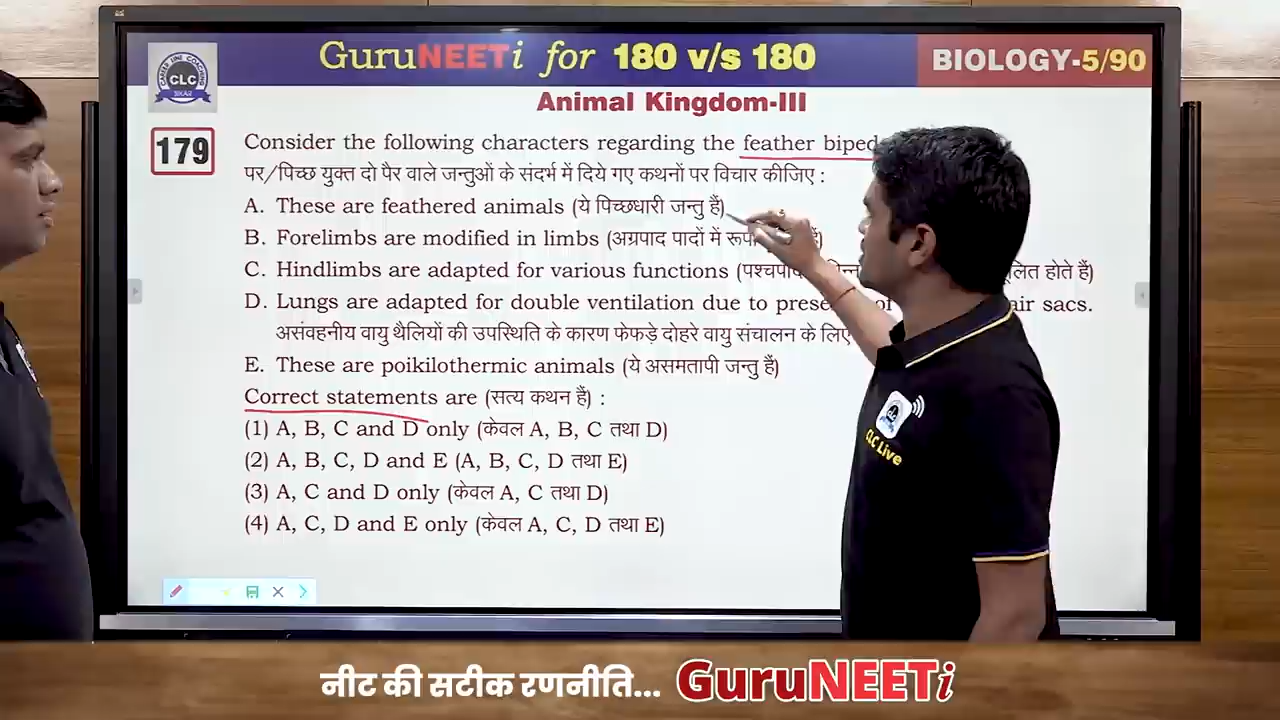 GuruNEETi for 180 v/s 180
BIOLOGY-5/90
CLC
SIKAR
Animal Kingdom-III
179
Consider the following characters regarding the feather biped
पर/पिच्छ युक्त दो पैर वाले जन्तुओं के संदर्भ में दिये गए कथनों पर विचार कीजिए :
A. These are feathered animals (ये पिच्छधारी जन्तु हैं)
B. Forelimbs are modified in limbs (अग्रपाद पादों में
C. Hindlimbs are adapted for various functions होते हैं)
D. Lungs are adapted for double ventilation due to of air sacs.
असंवहनीय वायु थैलियों की उपस्थिति के कारण फेफड़े दोहरे वायु संचालन के लिए
E. These are poikilothermic animals (ये असमतापी जन्तु हैं)
Correct statements are (सत्य कथन हैं) :
(1) A, B, C and D only (केवल A, B, C तथा D)
(2) A, B, C, D and E (A, B, C, D तथा E)
(3) A, C and D only (केवल A, C तथा D)
(4) A, C, D and E only (केवल A, C, D तथा E)
CLC
CLC Live
नीट की सटीक रणनीति... GuruNEETi